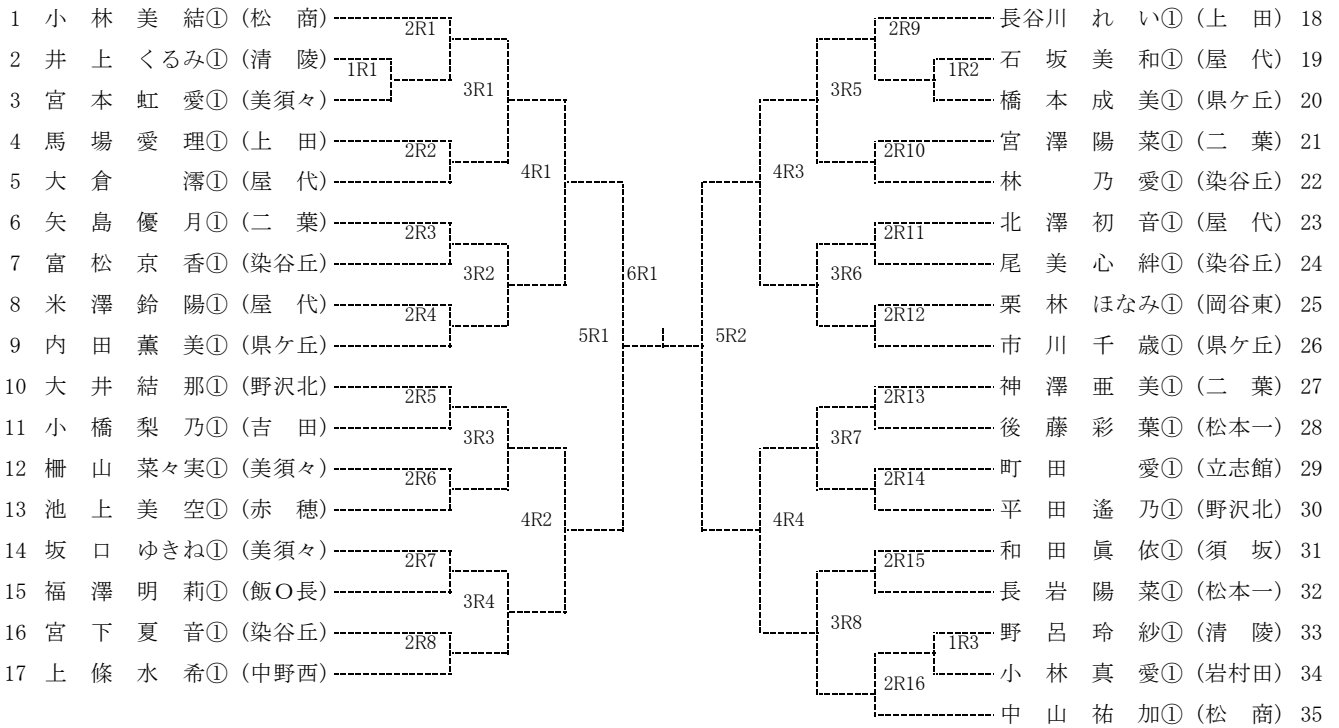 1 小 林 美 結① (松 商)
2 井 上 くるみ① (清 陵)
3 宮 本 虹 愛① (美須々)
4 馬 場 愛 理① (上 田)
5 大 倉 澪① (屋 代)
6 矢 島 優 月① (二 葉)
7 富 松 京 香① (染谷丘)
8 米 澤 鈴 陽① (屋 代)
9 内 田 薫 美① (県ケ丘)
10 大 井 結 那① (野沢北)
11 小 橋 梨 乃① (吉 田)
12 柵 山 菜々実① (美須々)
13 池 上 美 空① (赤 穂)
14 坂 口 ゆきね① (美須々)
15 福 澤 明 莉① (飯O長)
16 宮 下 夏 音① (染谷丘)
17 上 條 水 希① (中野西)
2R1
1R1
3R1
2R2
4R1
2R3
3R2
2R4
5R1
2R5
3R3
2R6
4R2
2R7
3R4
2R8
6R1
5R2
2R9
1R2
3R5
2R10
4R3
2R11
3R6
2R12
2R13
3R7
2R14
4R4
2R15
3R8
1R3
2R16
長谷川 れ い① (上 田) 18
石 坂 美 和① (屋 代) 19
橋 本 成 美① (県ケ丘) 20
宮 澤 陽 菜① (二 葉) 21
林 乃 愛① (染谷丘) 22
北 澤 初 音① (屋 代) 23
尾 美 心 絆① (染谷丘) 24
栗 林 ほなみ① (岡谷東) 25
市 川 千 歳① (県ケ丘) 26
神 澤 亜 美① (二 葉) 27
後 藤 彩 葉① (松本一) 28
町 田 愛① (立志館) 29
平 田 遙 乃① (野沢北) 30
和 田 眞 依① (須 坂) 31
長 岩 陽 菜① (松本一) 32
野 呂 玲 紗① (清 陵) 33
小 林 真 愛① (岩村田) 34
中 山 祐 加① (松 商) 35